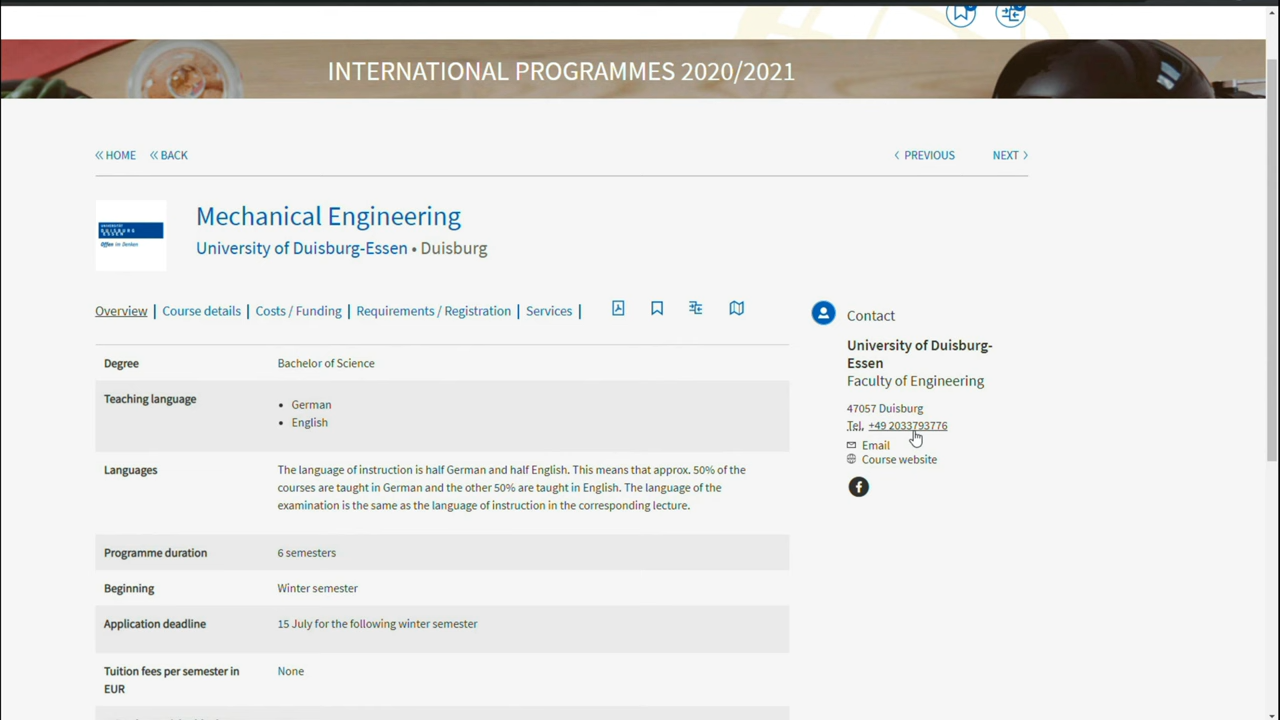 INTERNATIONAL PROGRAMMES 2020/2021
HOME BACK
PREVIOUS NEXT
Mechanical Engineering
University of Duisburg-Essen • Duisburg
UNIVERSITÄT
DUISBURG
ESSEN
Offen im Denken
Overview | Course details | Costs / Funding | Requirements / Registration | Services |
Degree Bachelor of Science
Teaching language
• German
• English
Languages The language of instruction is half German and half English. This means that approx. 50% of the
courses are taught in German and the other 50% are taught in English. The language of the
examination is the same as the language of instruction in the corresponding lecture.
Programme duration 6 semesters
Beginning Winter semester
Application deadline 15 July for the following winter semester
Tuition fees per semester in None
EUR
Contact
University of Duisburg-
Essen
Faculty of Engineering
47057 Duisburg
Tel. +49 2033793776
Email
Course website